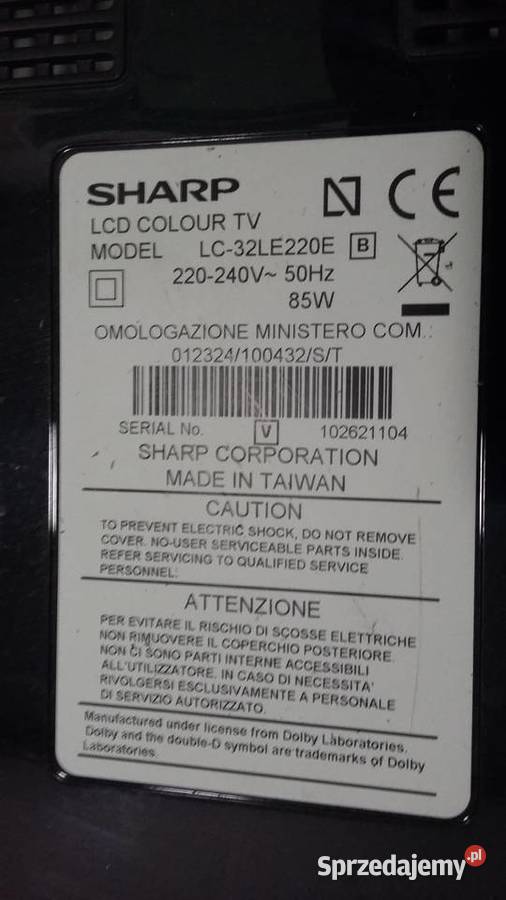 SHARP
LCD COLOUR TV
MODEL LC-32LE220E B
220-240V~ 50Hz
85W
OMOLOGAZIONE MINISTERO COM.:
012324/100432/S/T
SERIAL No. V 102621104
SHARP CORPORATION
MADE IN TAIWAN
CAUTION
TO PREVENT ELECTRIC SHOCK, DO NOT REMOVE
COVER. NO-USER SERVICEABLE PARTS INSIDE.
REFER SERVICING TO QUALIFIED SERVICE
PERSONNEL.
ATTENZIONE
PER EVITARE IL RISCHIO DI SCOSSE ELETTRICHE
NON RIMUOVERE IL COPERCHIO POSTERIORE.
NON CI SONO PARTI INTERNE ACCESSIBILI
ALL'UTILIZZATORE. IN CASO DI NECESSITA'
RIVOLGERSI ESCLUSIVAMENTE A PERSONALE
DI SERVIZIO AUTORIZZATO.
Manufactured under license from Dolby Laboratories.
Dolby and the double-D symbol are trademarks of Dolby
Laboratories.
Sprzedajemy.pl